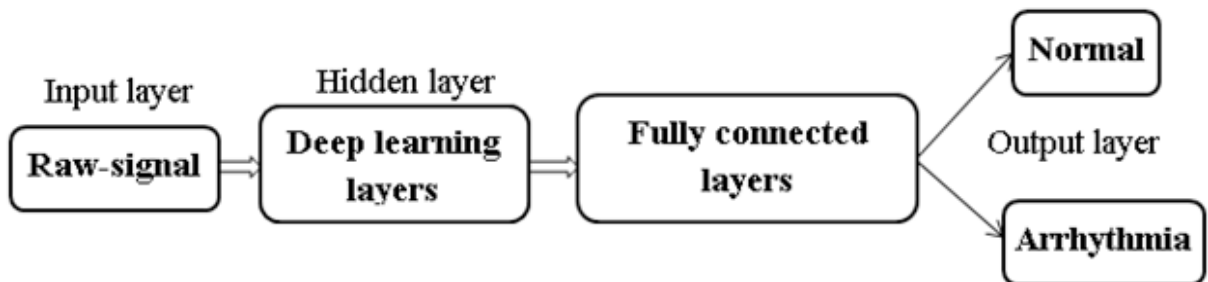 Input layer
Raw-signal
Hidden layer
Deep learning
layers
Fully connected
layers
Normal
Output layer
Arrhythmia